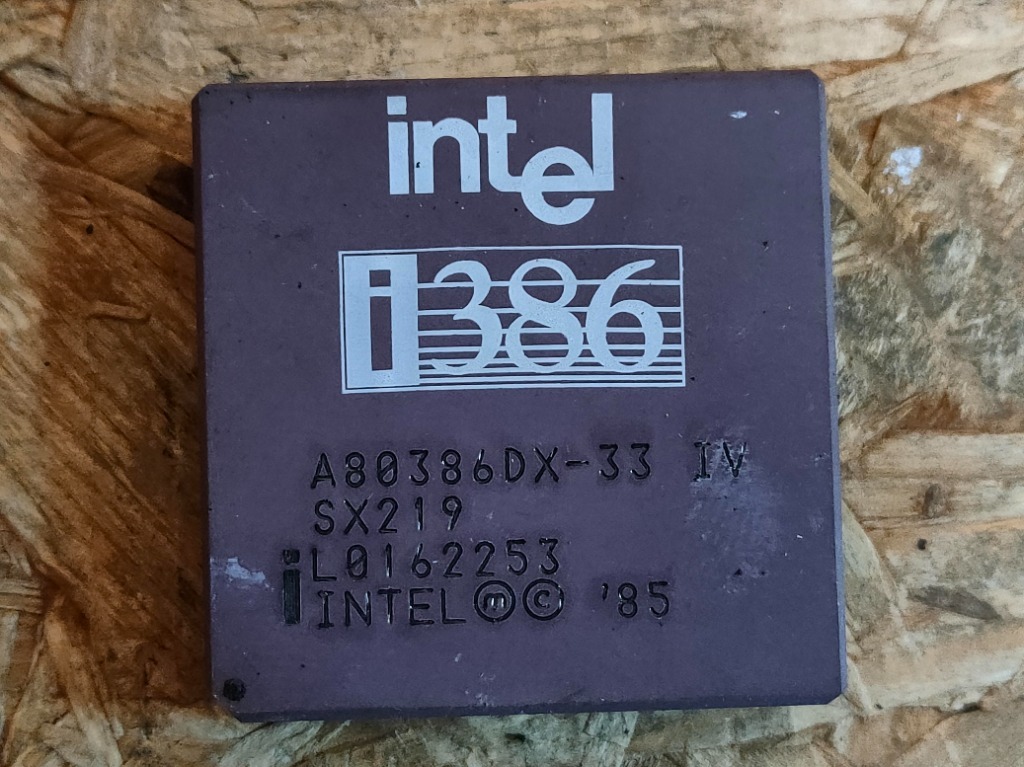 intel
i386
A80386DX-33 IV
SX219
L0162253
i INTEL ⓜ © '85